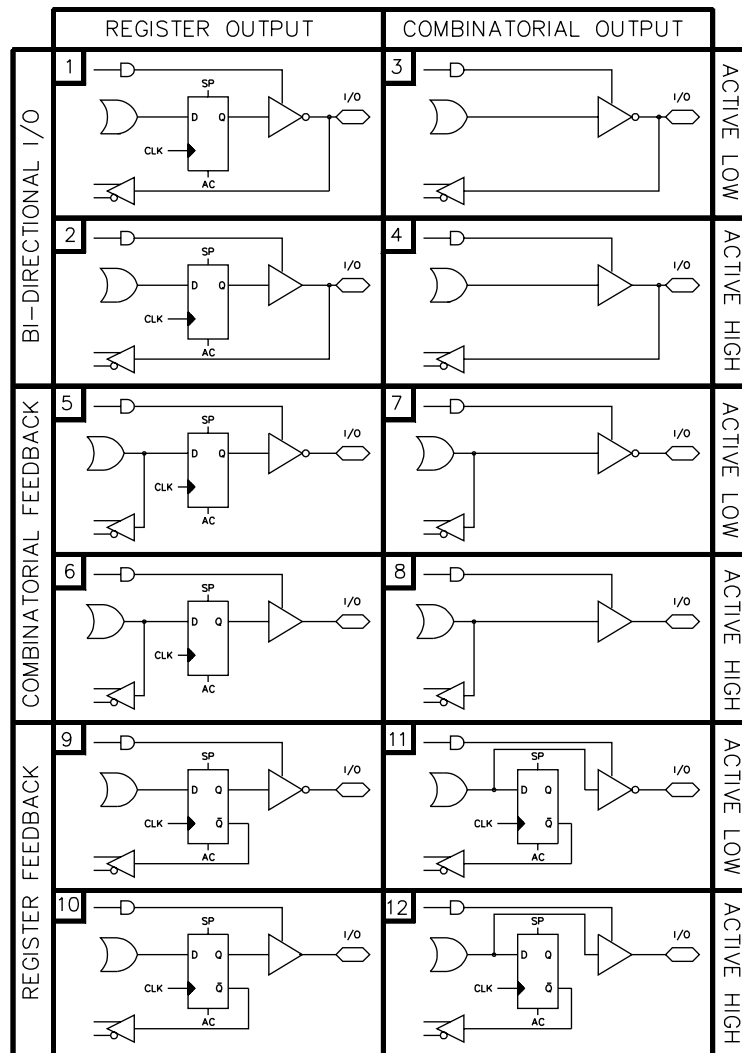 REGISTER OUTPUT
COMBINATORIAL OUTPUT
BI-DIRECTIONAL I/O
1
SP
I/O
D Q
CLK
AC
3
I/O
ACTIVE LOW
2
SP
I/O
D Q
CLK
AC
4
I/O
ACTIVE HIGH
COMBINATORIAL FEEDBACK
5
SP
I/O
D Q
CLK
AC
7
I/O
ACTIVE LOW
6
SP
I/O
D Q
CLK
AC
8
I/O
ACTIVE HIGH
REGISTER FEEDBACK
9
SP
I/O
D Q
CLK Q̅
AC
11
SP
I/O
D Q
CLK Q̅
AC
ACTIVE LOW
10
SP
I/O
D Q
CLK Q̅
AC
12
SP
I/O
D Q
CLK Q̅
AC
ACTIVE HIGH